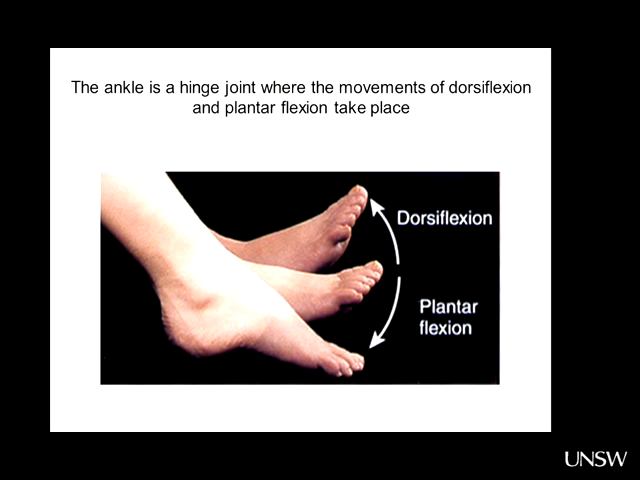 The ankle is a hinge joint where the movements of dorsiflexion
and plantar flexion take place
Dorsiflexion
Plantar
flexion
UNSW